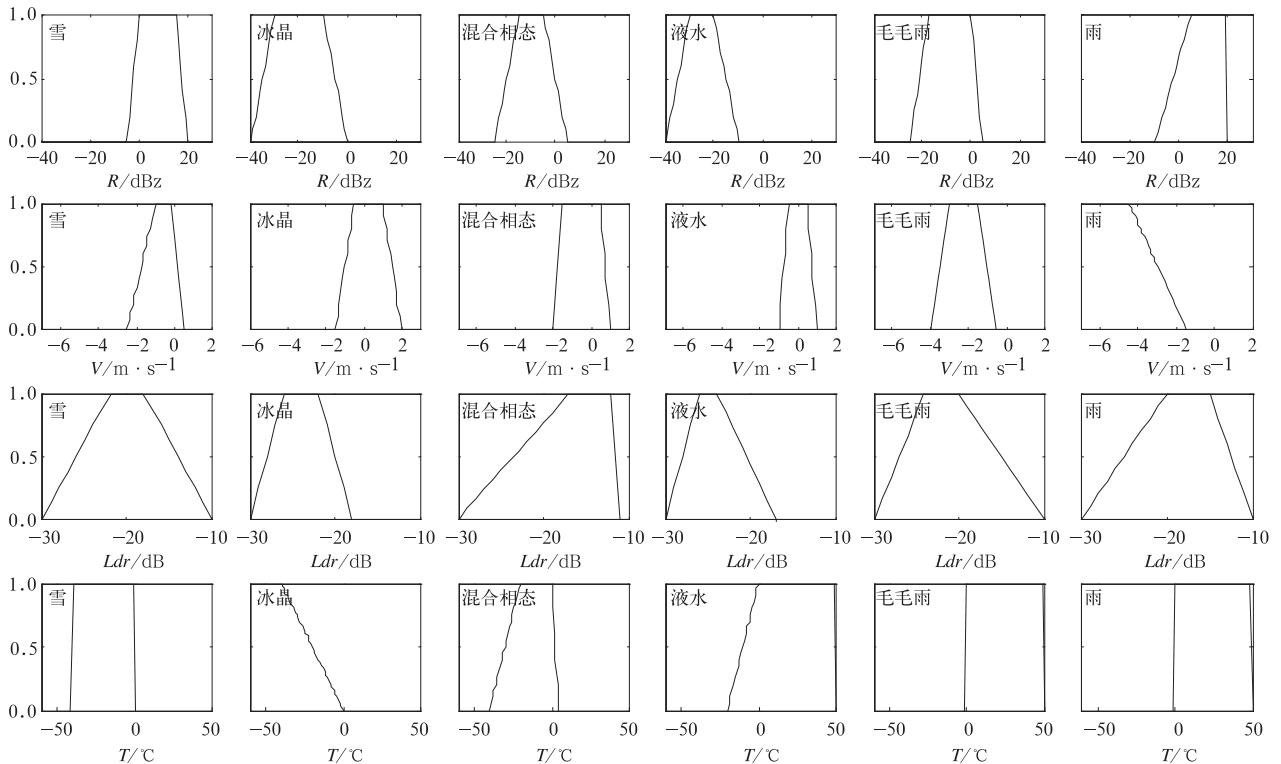 1.0 雪 冰晶 混合相态 液水 毛毛雨 雨
0.5
0.0
−40 −20 0 20 −40 −20 0 20 −40 −20 0 20 −40 −20 0 20 −40 −20 0 20 −40 −20 0 20
R/dBz R/dBz R/dBz R/dBz R/dBz R/dBz
1.0 雪 冰晶 混合相态 液水 毛毛雨 雨
0.5
0.0
−6 −4 −2 0 2 −6 −4 −2 0 2 −6 −4 −2 0 2 −6 −4 −2 0 2 −6 −4 −2 0 2 −6 −4 −2 0 2
V/m · s−1 V/m · s−1 V/m · s−1 V/m · s−1 V/m · s−1 V/m · s−1
1.0 雪 冰晶 混合相态 液水 毛毛雨 雨
0.5
0.0
−30 −20 −10 −30 −20 −10 −30 −20 −10 −30 −20 −10 −30 −20 −10 −30 −20 −10
Ldr/dB Ldr/dB Ldr/dB Ldr/dB Ldr/dB Ldr/dB
1.0 雪 冰晶 混合相态 液水 毛毛雨 雨
0.5
0.0
−50 0 50 −50 0 50 −50 0 50 −50 0 50 −50 0 50 −50 0 50
T/℃ T/℃ T/℃ T/℃ T/℃ T/℃